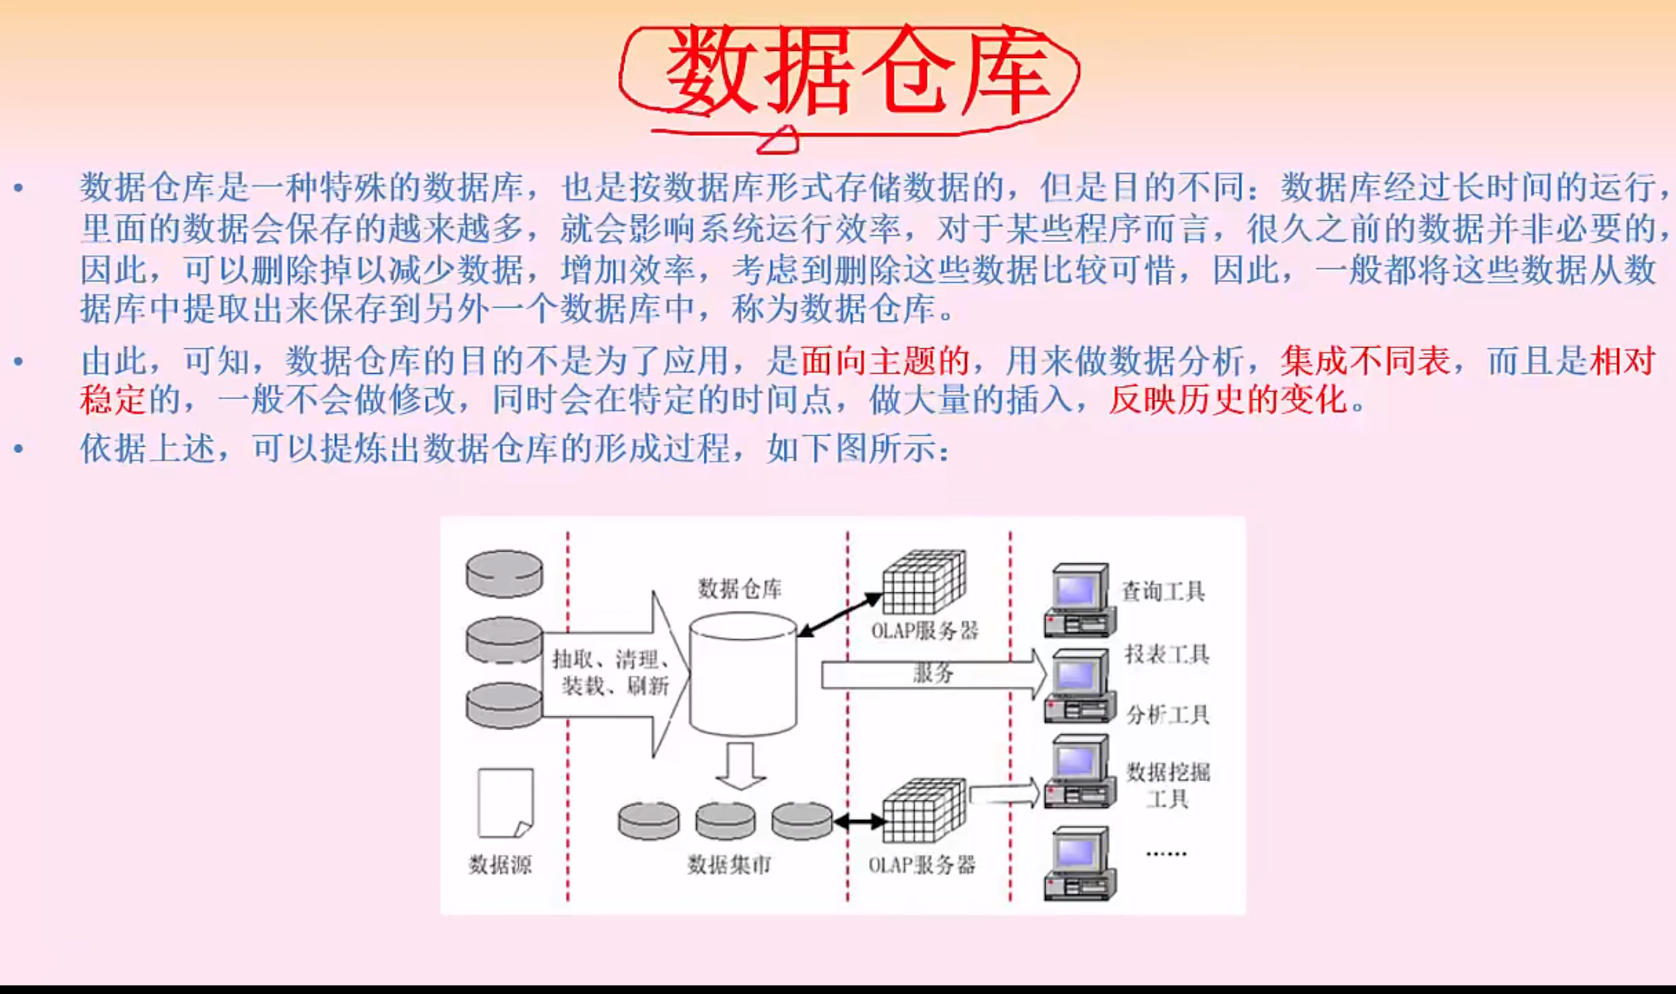 数据仓库
• 数据仓库是一种特殊的数据库，也是按数据库形式存储数据的，但是目的不同：数据库经过长时间的运行，
里面的数据会保存的越来越多，就会影响系统运行效率，对于某些程序而言，很久之前的数据并非必要的，
因此，可以删除掉以减少数据，增加效率，考虑到删除这些数据比较可惜，因此，一般都将这些数据从数
据库中提取出来保存到另外一个数据库中，称为数据仓库。
• 由此，可知，数据仓库的目的不是为了应用，是面向主题的，用来做数据分析，集成不同表，而且是相对
稳定的，一般不会做修改，同时会在特定的时间点，做大量的插入，反映历史的变化。
• 依据上述，可以提炼出数据仓库的形成过程，如下图所示：
数据仓库
抽取、清理、
装载、刷新
数据源
数据集市
OLAP服务器
服务
OLAP服务器
查询工具
报表工具
分析工具
数据挖掘
工具
……